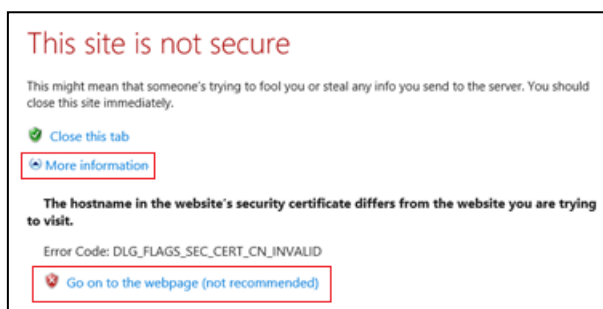 This site is not secure
This might mean that someone's trying to fool you or steal any info you send to the server. You should
close this site immediately.
Close this tab
More information
The hostname in the website's security certificate differs from the website you are trying
to visit.
Error Code: DLG_FLAGS_SEC_CERT_CN_INVALID
Go on to the webpage (not recommended)